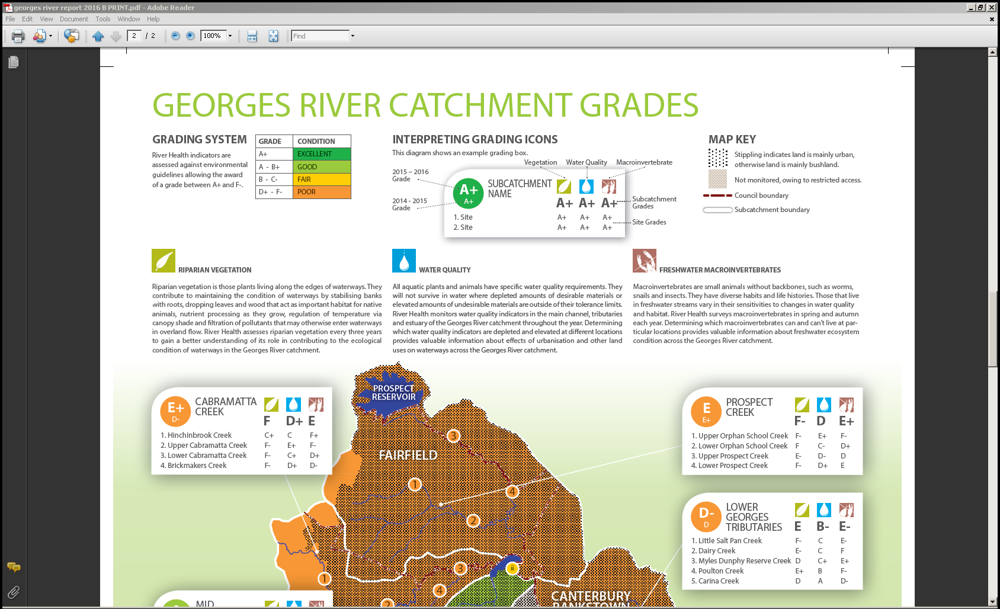 georges river report 2016 B PRINT.pdf - Adobe Reader
File Edit View Document Tools Window Help
2 / 2 100% Find
GEORGES RIVER CATCHMENT GRADES
GRADING SYSTEM
River Health indicators are
assessed against environmental
guidelines allowing the award
of a grade between A+ and F-.
GRADE CONDITION
A+ EXCELLENT
A - B+ GOOD
B - C- FAIR
D+ - F- POOR
INTERPRETING GRADING ICONS
This diagram shows an example grading box.
Vegetation Water Quality Macroinvertebrate
2015 – 2016
Grade
2014 - 2015
Grade
A+
A+
SUBCATCHMENT
NAME
A+ A+ A+
1. Site A+ A+ A+
2. Site A+ A+ A+
Subcatchment
Grades
Site Grades
MAP KEY
Stippling indicates land is mainly urban,
otherwise land is mainly bushland.
Not monitored, owing to restricted access.
Council boundary
Subcatchment boundary
RIPARIAN VEGETATION
Riparian vegetation is those plants living along the edges of waterways. They
contribute to maintaining the condition of waterways by stabilising banks
with roots, dropping leaves and wood that act as important habitat for native
animals, nutrient processing as they grow, regulation of temperature via
canopy shade and filtration of pollutants that may otherwise enter waterways
in overland flow. River Health assesses riparian vegetation every three years
to gain a better understanding of its role in contributing to the ecological
condition of waterways in the Georges River catchment.
WATER QUALITY
All aquatic plants and animals have specific water quality requirements. They
will not survive in water where depleted amounts of desirable materials or
elevated amounts of undesirable materials are outside of their tolerance limits.
River Health monitors water quality indicators in the main channel, tributaries
and estuary of the Georges River catchment throughout the year. Determining
which water quality indicators are depleted and elevated at different locations
provides valuable information about effects of urbanisation and other land
uses on waterways across the Georges River catchment.
FRESHWATER MACROINVERTEBRATES
Macroinvertebrates are small animals without backbones, such as worms,
snails and insects. They have diverse habits and life histories. Those that live
in freshwater streams vary in their sensitivities to changes in water quality
and habitat. River Health surveys macroinvertebrates in spring and autumn
each year. Determining which macroinvertebrates can and can't live at par-
ticular locations provides valuable information about freshwater ecosystem
condition across the Georges River catchment.
E+
D-
CABRAMATTA
CREEK
F D+ E
1. Hinchinbrook Creek C+ C F+
2. Upper Cabramatta Creek F- E+ F-
3. Lower Cabramatta Creek F- C+ D+
4. Brickmakers Creek F- D+ D-
PROSPECT
RESERVOIR
FAIRFIELD
3
1
4
2
3
ii
1
4
2
CANTERBURY
BANKSTOWN
E
E+
PROSPECT
CREEK
F- D E+
1. Upper Orphan School Creek F- E+ F-
2. Lower Orphan School Creek F C- D+
3. Upper Prospect Creek E- D- D
4. Lower Prospect Creek F- D+ E
D-
D
LOWER
GEORGES
TRIBUTARIES
E B- E-
1. Little Salt Pan Creek F- C E-
2. Dairy Creek E- C F
3. Myles Dunphy Reserve Creek D C+ E+
4. Poulton Creek E+ B F-
5. Carina Creek D A D-
MID